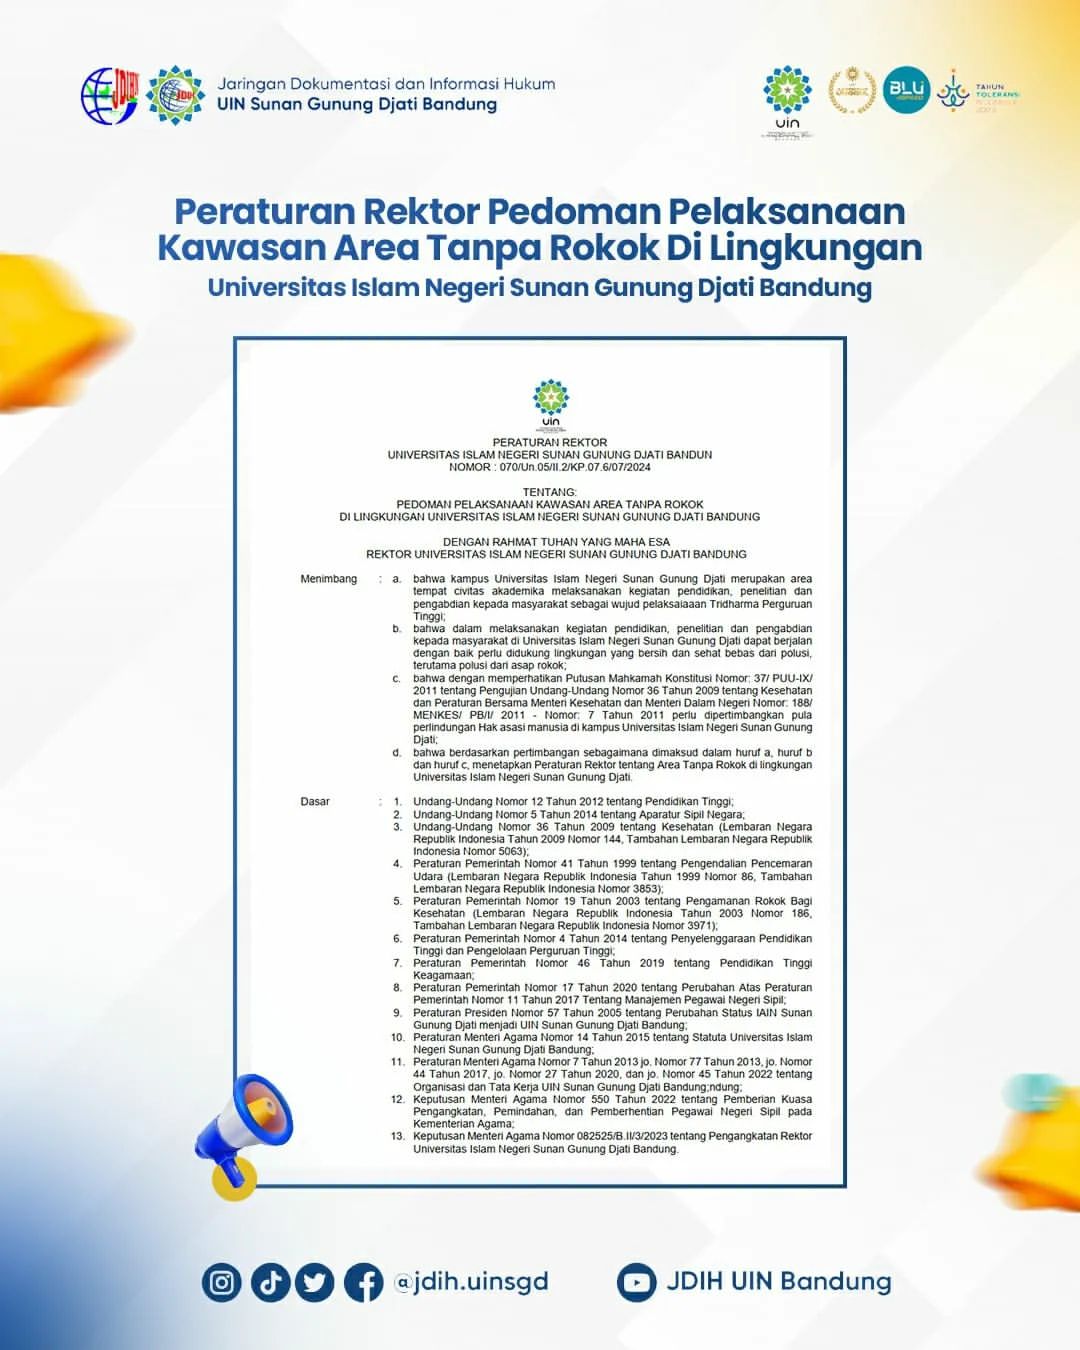 JDIHN
JDIH
Jaringan Dokumentasi dan Informasi Hukum
UIN Sunan Gunung Djati Bandung
uin
BLU
TAHUN
TOLERANSI
Peraturan Rektor Pedoman Pelaksanaan
Kawasan Area Tanpa Rokok Di Lingkungan
Universitas Islam Negeri Sunan Gunung Djati Bandung
uin
PERATURAN REKTOR
UNIVERSITAS ISLAM NEGERI SUNAN GUNUNG DJATI BANDUN
NOMOR : 070/Un.05/II.2/KP.07.6/07/2024
TENTANG:
PEDOMAN PELAKSANAAN KAWASAN AREA TANPA ROKOK
DI LINGKUNGAN UNIVERSITAS ISLAM NEGERI SUNAN GUNUNG DJATI BANDUNG
DENGAN RAHMAT TUHAN YANG MAHA ESA
REKTOR UNIVERSITAS ISLAM NEGERI SUNAN GUNUNG DJATI BANDUNG
Menimbang : a. bahwa kampus Universitas Islam Negeri Sunan Gunung Djati merupakan area
tempat civitas akademika melaksanakan kegiatan pendidikan, penelitian dan
pengabdian kepada masyarakat sebagai wujud pelaksaiaaan Tridharma Perguruan
Tinggi;
b. bahwa dalam melaksanakan kegiatan pendidikan, penelitian dan pengabdian
kepada masyarakat di Universitas Islam Negeri Sunan Gunung Djati dapat berjalan
dengan baik perlu didukung lingkungan yang bersih dan sehat bebas dari polusi,
terutama polusi dari asap rokok;
c. bahwa dengan memperhatikan Putusan Mahkamah Konstitusi Nomor: 37/ PUU-IX/
2011 tentang Pengujian Undang-Undang Nomor 36 Tahun 2009 tentang Kesehatan
dan Peraturan Bersama Menteri Kesehatan dan Menteri Dalam Negeri Nomor: 188/
MENKES/ PB/I/ 2011 - Nomor: 7 Tahun 2011 perlu dipertimbangkan pula
perlindungan Hak asasi manusia di kampus Universitas Islam Negeri Sunan Gunung
Djati;
d. bahwa berdasarkan pertimbangan sebagaimana dimaksud dalam huruf a, huruf b
dan huruf c, menetapkan Peraturan Rektor tentang Area Tanpa Rokok di lingkungan
Universitas Islam Negeri Sunan Gunung Djati.
Dasar : 1. Undang-Undang Nomor 12 Tahun 2012 tentang Pendidikan Tinggi;
2. Undang-Undang Nomor 5 Tahun 2014 tentang Aparatur Sipil Negara;
3. Undang-Undang Nomor 36 Tahun 2009 tentang Kesehatan (Lembaran Negara
Republik Indonesia Tahun 2009 Nomor 144, Tambahan Lembaran Negara Republik
Indonesia Nomor 5063);
4. Peraturan Pemerintah Nomor 41 Tahun 1999 tentang Pengendalian Pencemaran
Udara (Lembaran Negara Republik Indonesia Tahun 1999 Nomor 86, Tambahan
Lembaran Negara Republik Indonesia Nomor 3853);
5. Peraturan Pemerintah Nomor 19 Tahun 2003 tentang Pengamanan Rokok Bagi
Kesehatan (Lembaran Negara Republik Indonesia Tahun 2003 Nomor 186,
Tambahan Lembaran Negara Republik Indonesia Nomor 3971);
6. Peraturan Pemerintah Nomor 4 Tahun 2014 tentang Penyelenggaraan Pendidikan
Tinggi dan Pengelolaan Perguruan Tinggi;
7. Peraturan Pemerintah Nomor 46 Tahun 2019 tentang Pendidikan Tinggi
Keagamaan;
8. Peraturan Pemerintah Nomor 17 Tahun 2020 tentang Perubahan Atas Peraturan
Pemerintah Nomor 11 Tahun 2017 Tentang Manajemen Pegawai Negeri Sipil;
9. Peraturan Presiden Nomor 57 Tahun 2005 tentang Perubahan Status IAIN Sunan
Gunung Djati menjadi UIN Sunan Gunung Djati Bandung;
10. Peraturan Menteri Agama Nomor 14 Tahun 2015 tentang Statuta Universitas Islam
Negeri Sunan Gunung Djati Bandung;
11. Peraturan Menteri Agama Nomor 7 Tahun 2013 jo. Nomor 77 Tahun 2013, jo. Nomor
44 Tahun 2017, jo. Nomor 27 Tahun 2020, dan jo. Nomor 45 Tahun 2022 tentang
Organisasi dan Tata Kerja UIN Sunan Gunung Djati Bandung;ndung;
12. Keputusan Menteri Agama Nomor 550 Tahun 2022 tentang Pemberian Kuasa
Pengangkatan, Pemindahan, dan Pemberhentian Pegawai Negeri Sipil pada
Kementerian Agama;
13. Keputusan Menteri Agama Nomor 082525/B.II/3/2023 tentang Pengangkatan Rektor
Universitas Islam Negeri Sunan Gunung Djati Bandung.
@jdih.uinsgd
JDIH UIN Bandung